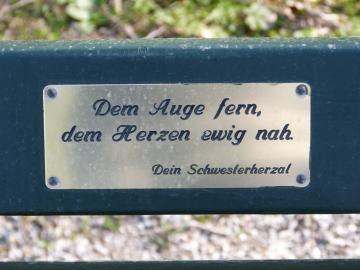 Dem Auge fern,
dem Herzen ewig nah.
Dein Schwesterherzal